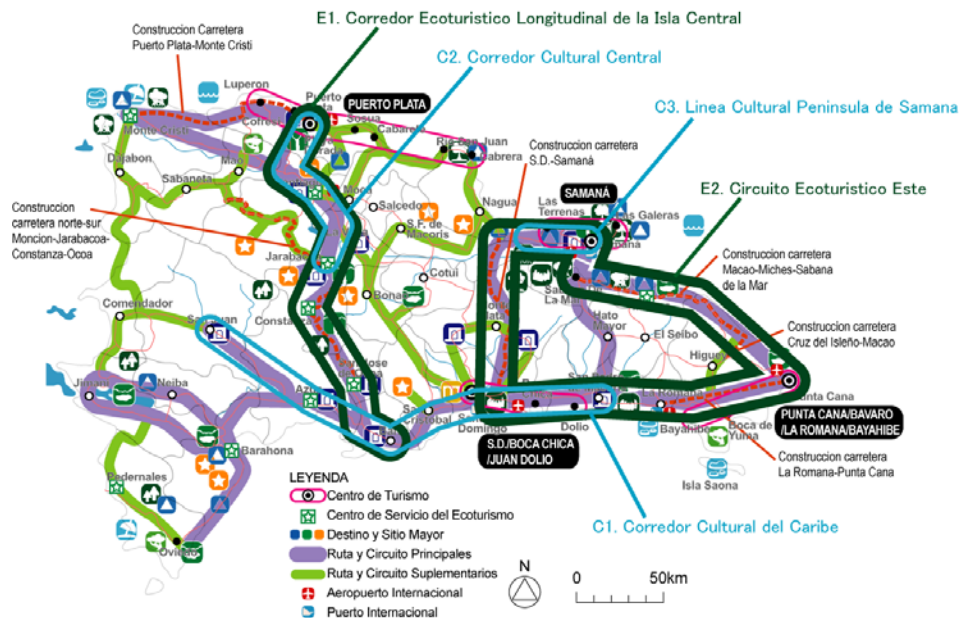 E1. Corredor Ecoturistico Longitudinal de la Isla Central
Construccion Carretera
Puerto Plata-Monte Cristi
C2. Corredor Cultural Central
C3. Linea Cultural Peninsula de Samana
Luperon
Puerto
PUERTO PLATA
Sosua
Cabarete
Monte Cristi
Rio San Juan
Cabrera
Construccion carretera
S.D.-Samaná
Dajabon
Mao
Sabaneta
Moca
SAMANÁ
E2. Circuito Ecoturistico Este
Nagua
Las
Terrenas
Las Galeras
Salcedo
S.F. de
Macoris
Construccion
carretera norte-sur
Moncion-Jarabacoa-
Constanza-Ocoa
Construccion carretera
Macao-Miches-Sabana
de la Mar
Cotui
La Mar
Comendador
Constanza
Hato
Mayor
El Seibo
Construccion carretera
Cruz del Isleño-Macao
Higuey
Jimani
Neiba
Cristobal
Domingo
Dolio
La Romana
Bayahibe
Boca de
Yuma
Punta Cana
S.D./BOCA CHICA
/JUAN DOLIO
PUNTA CANA/BAVARO
/LA ROMANA/BAYAHIBE
Barahona
Construccion carretera
La Romana-Punta Cana
Isla Saona
Pedernales
Oviedo
C1. Corredor Cultural del Caribe
LEYENDA
Centro de Turismo
Centro de Servicio del Ecoturismo
Destino y Sitio Mayor
Ruta y Circuito Principales
Ruta y Circuito Suplementarios
Aeropuerto Internacional
Puerto Internacional
N
0 50km